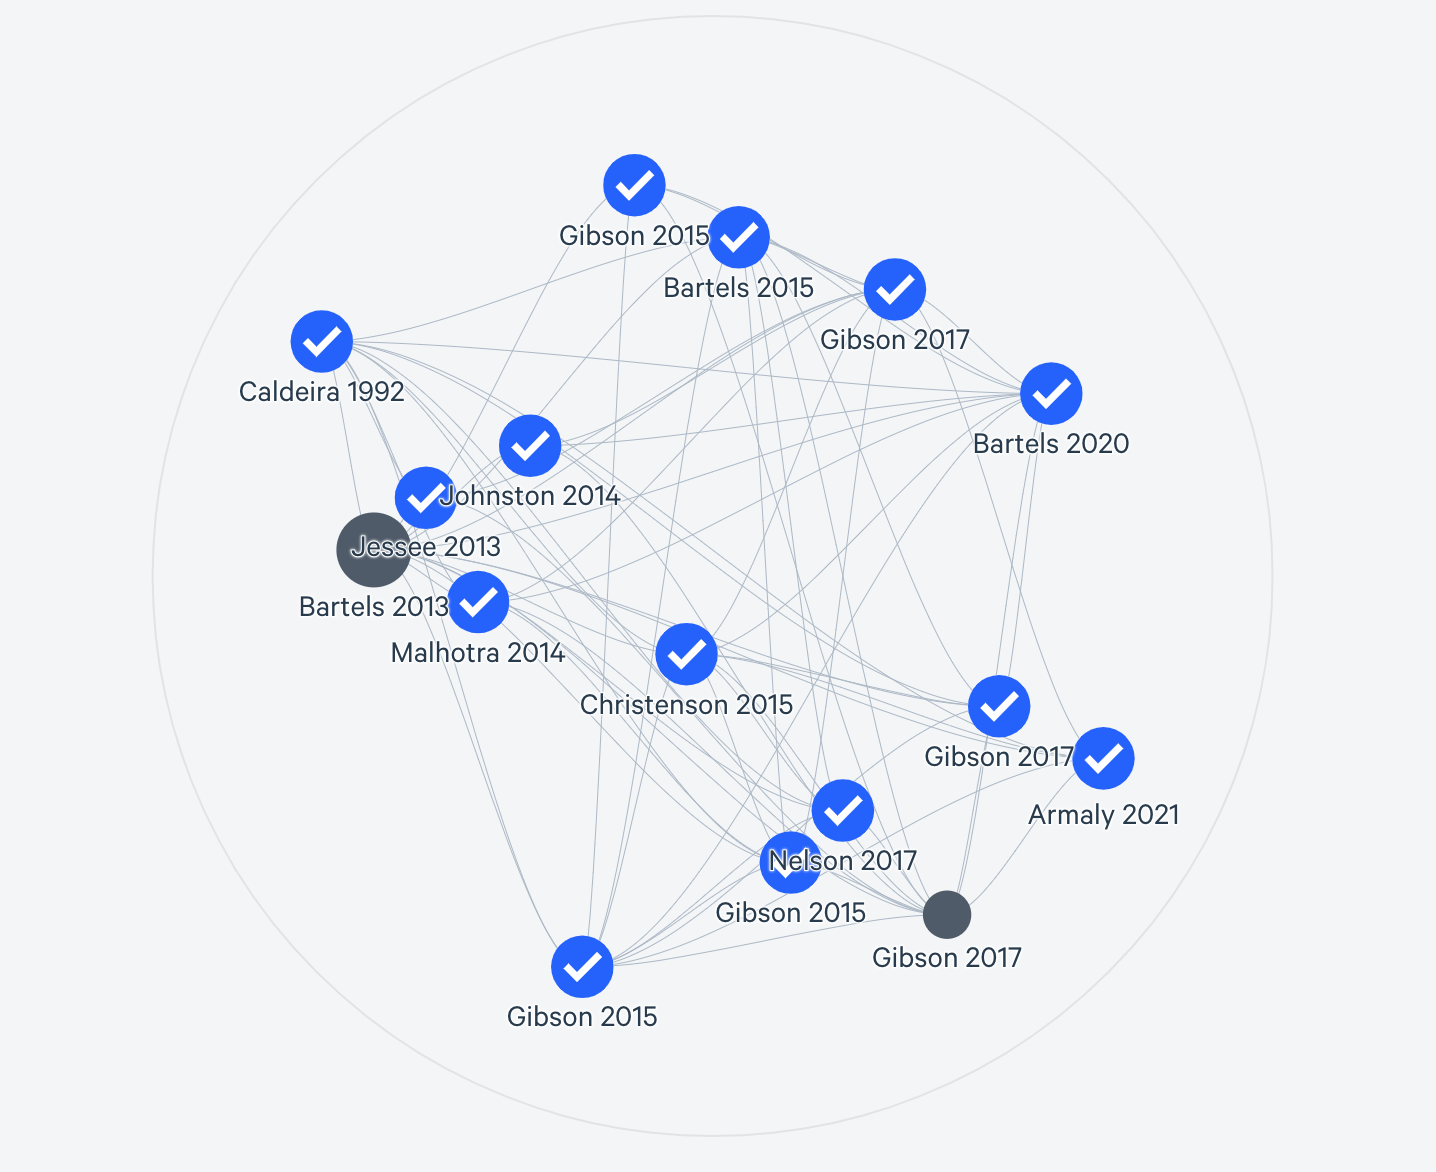 Gibson 2015
Bartels 2015
Gibson 2017
Caldeira 1992
Bartels 2020
Johnston 2014
Jessee 2013
Bartels 2013
Malhotra 2014
Christenson 2015
Gibson 2017
Armaly 2021
Nelson 2017
Gibson 2015
Gibson 2017
Gibson 2015